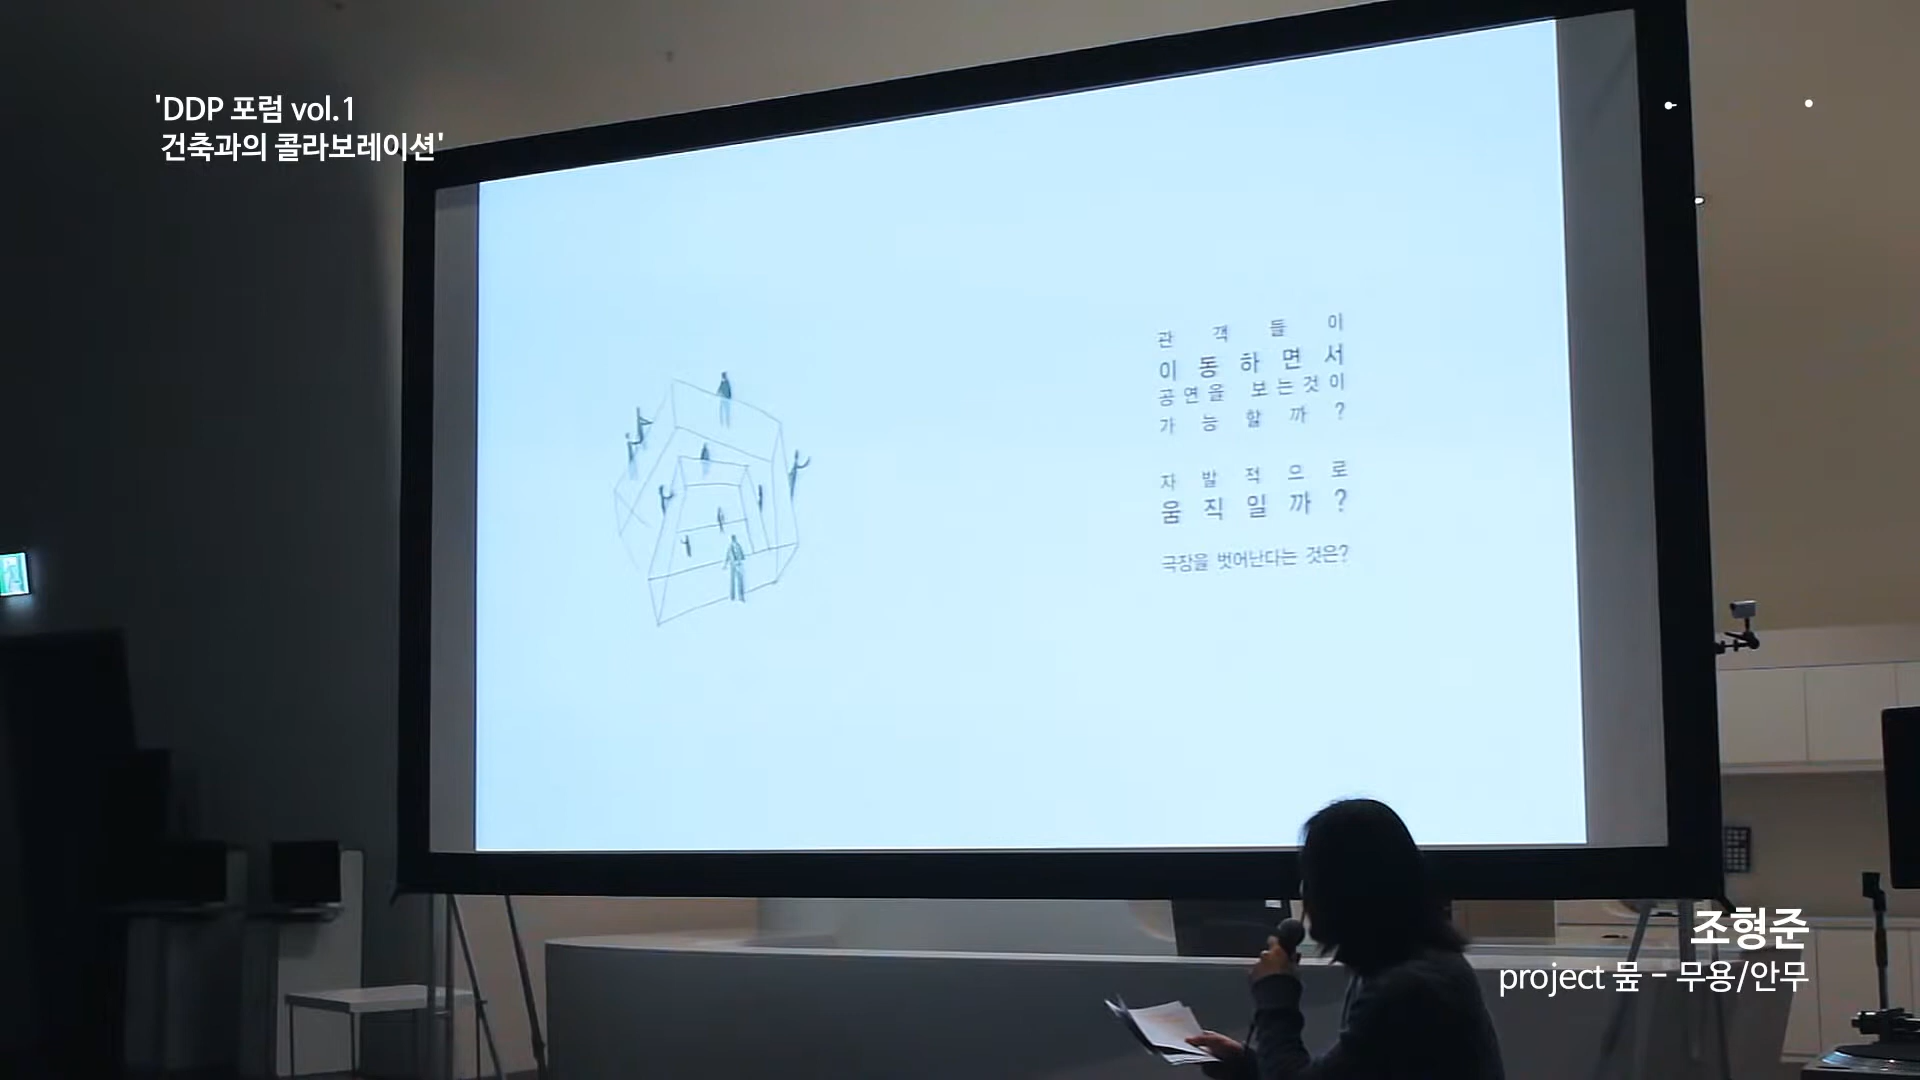 'DDP 포럼 vol.1
건축과의 콜라보레이션'
관객들이
이동하면서
공연을 보는것이
가능할까?
자발적으로
움직일까?
극장을 벗어난다는 것은?
조형준
project 뭎 - 무용/안무